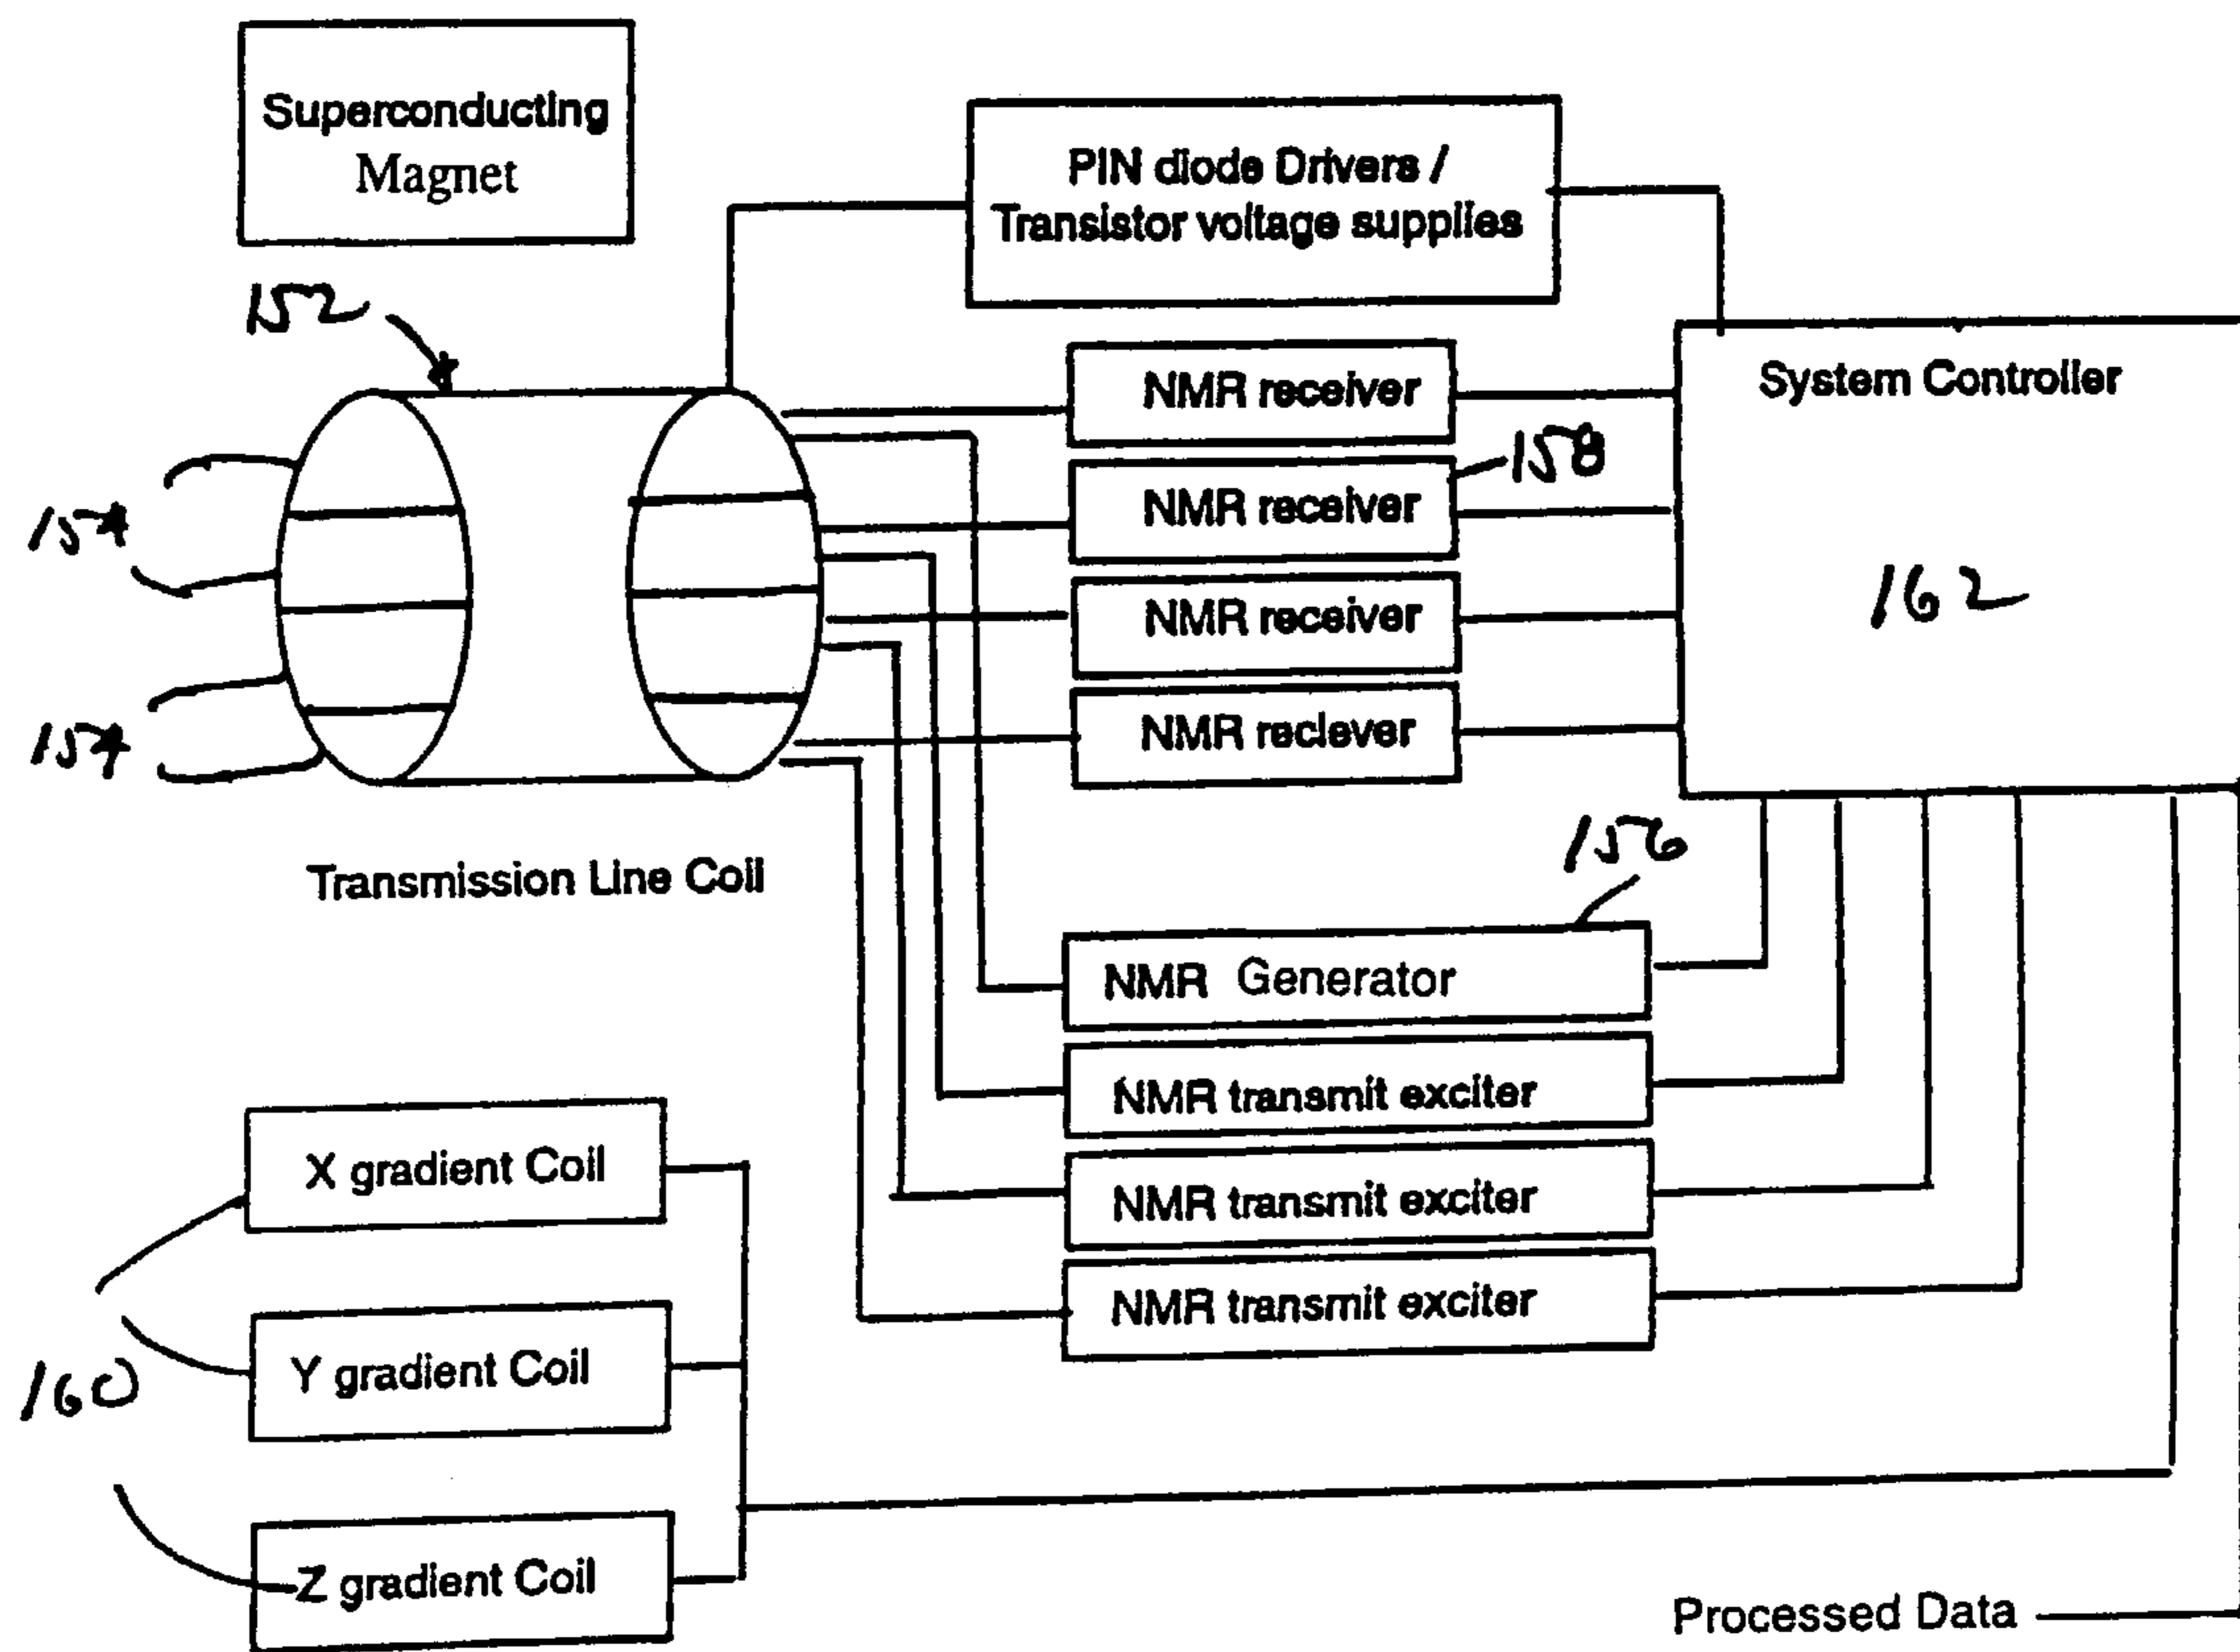 Superconducting
Magnet
PIN diode Drivers /
Transistor voltage supplies
152
NMR receiver
System Controller
158
NMR receiver
154
NMR receiver
162
NMR reciever
154
156
Transmission Line Coil
NMR Generator
NMR transmit exciter
X gradient Coil
NMR transmit exciter
NMR transmit exciter
Y gradient Coil
160
Z gradient Coil
Processed Data